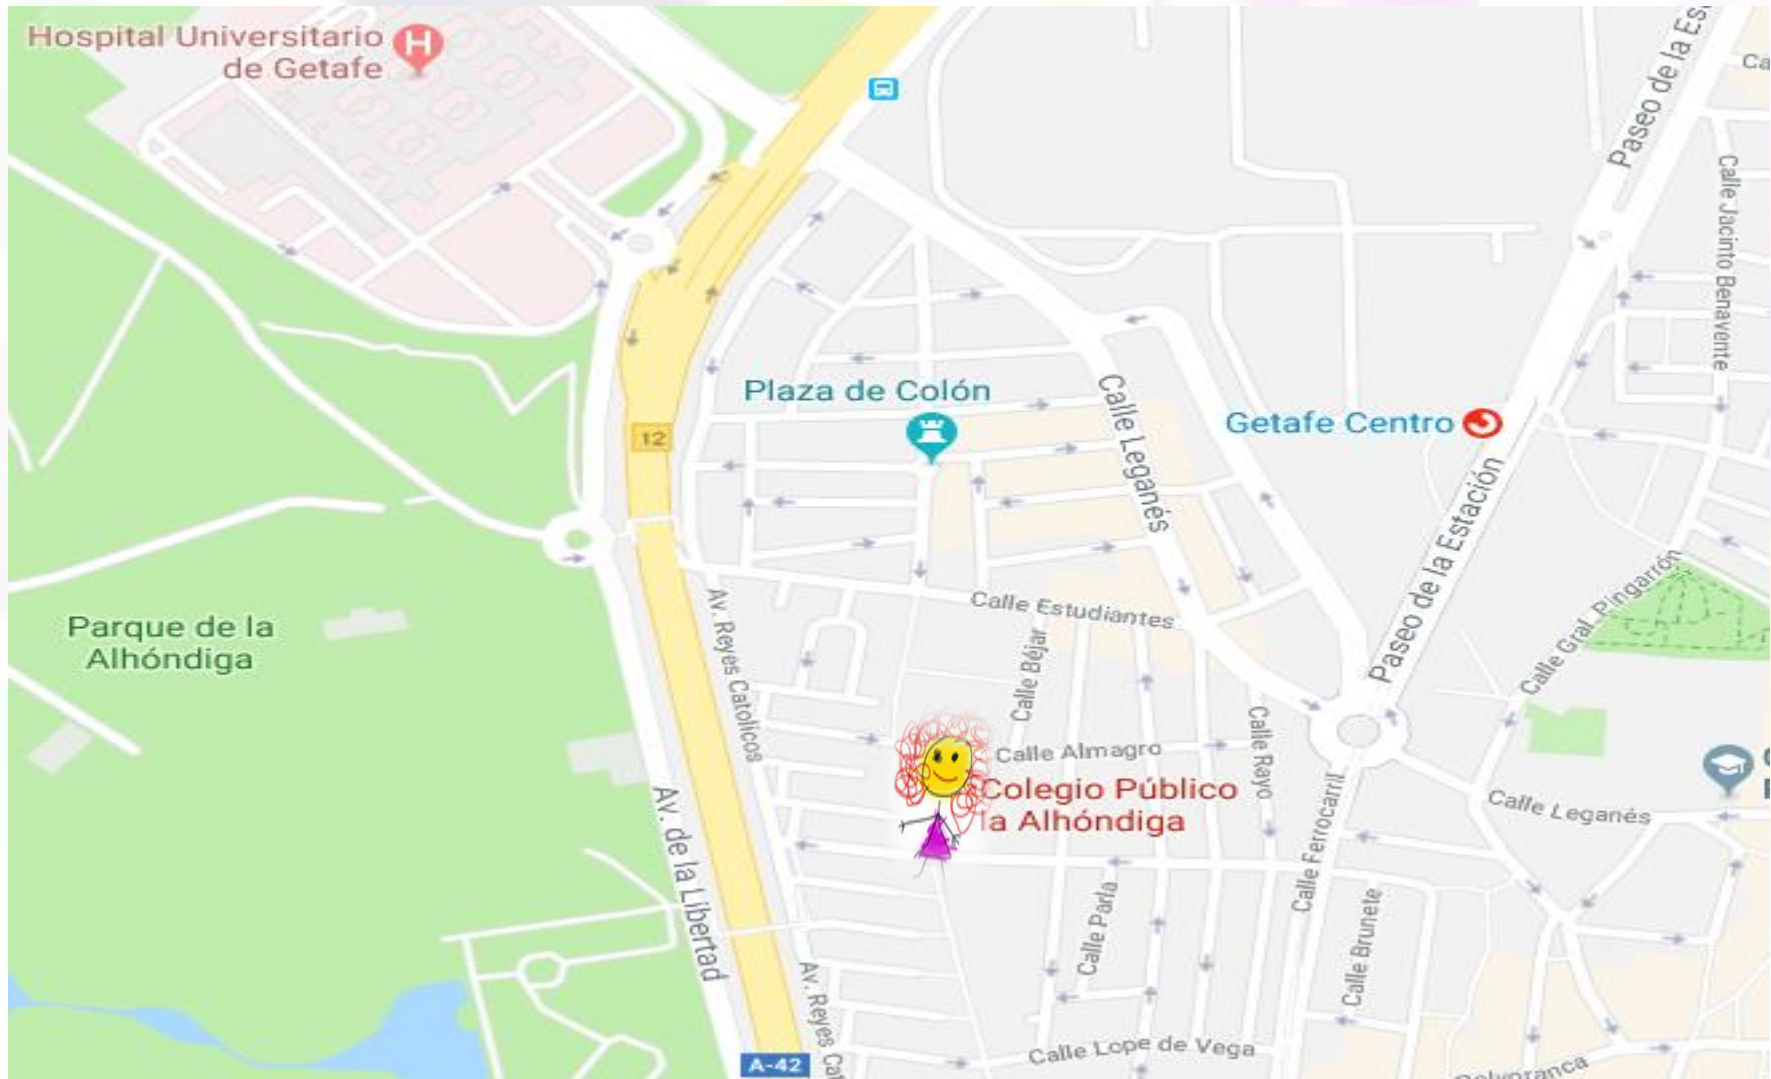 Hospital Universitario
de Getafe
H
Paseo de la Es
Ca
Calle Jacinto Benavente
Plaza de Colón
12
Calle Leganés
Getafe Centro
Paseo de la Estación
Calle Gral. Pingarrón
Parque de la
Alhóndiga
Av. Reyes Católicos
Calle Estudiantes
Calle Béjar
Calle Almagro
Calle Rayo
Colegio Público
la Alhóndiga
Calle Leganés
Av. de la Libertad
Calle Ferrocarril
Calle Parla
Calle Brunete
Av. Reyes Cat
Calle Lope de Vega
A-42